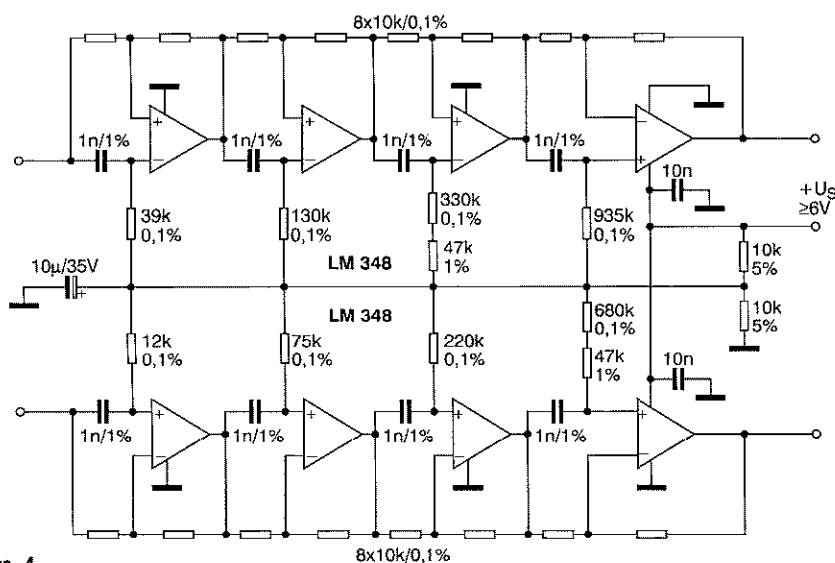 8x10k/0,1%
+
−
+
−
+
−
−
+
1n/1%
1n/1%
1n/1%
1n/1%
10n
+US
≥6V
39k
0,1%
130k
0,1%
330k
0,1%
47k
1%
935k
0,1%
10k
5%
10µ/35V
+
LM 348
LM 348
12k
0,1%
75k
0,1%
220k
0,1%
680k
0,1%
47k
1%
10k
5%
10n
1n/1%
1n/1%
1n/1%
1n/1%
+
−
+
−
+
−
+
−
8x10k/0,1%